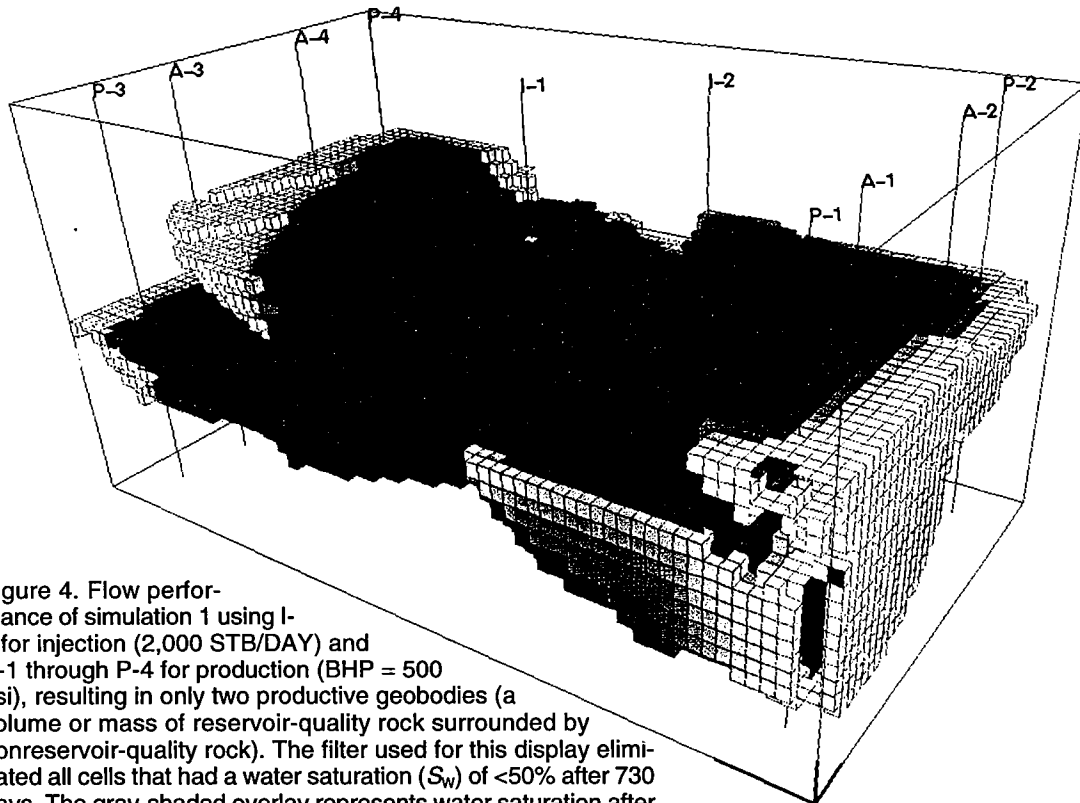 P-4
A-4
A-3
P-3
I-1
I-2
P-2
A-2
A-1
P-1
gure 4. Flow perfor-
ance of simulation 1 using I-
for injection (2,000 STB/DAY) and
-1 through P-4 for production (BHP = 500
si), resulting in only two productive geobodies (a
olume or mass of reservoir-quality rock surrounded by
onreservoir-quality rock). The filter used for this display elimi-
ated all cells that had a water saturation (Sw) of <50% after 730
ays. The gray-shaded overlay represents water saturation after